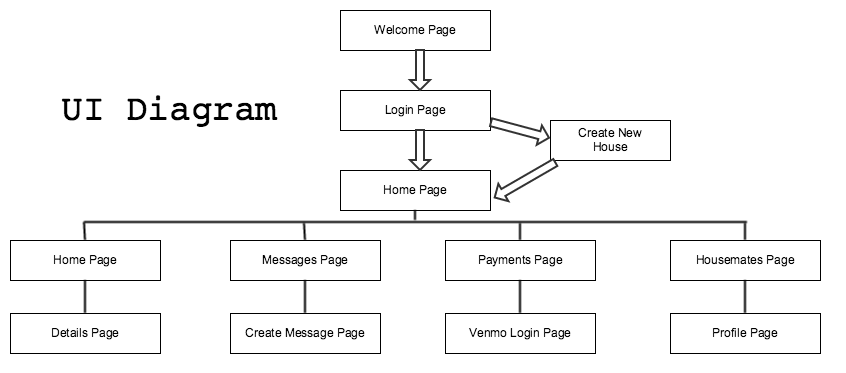 Welcome Page
UI Diagram
Login Page
Create New
House
Home Page
Home Page
Messages Page
Payments Page
Housemates Page
Details Page
Create Message Page
Venmo Login Page
Profile Page